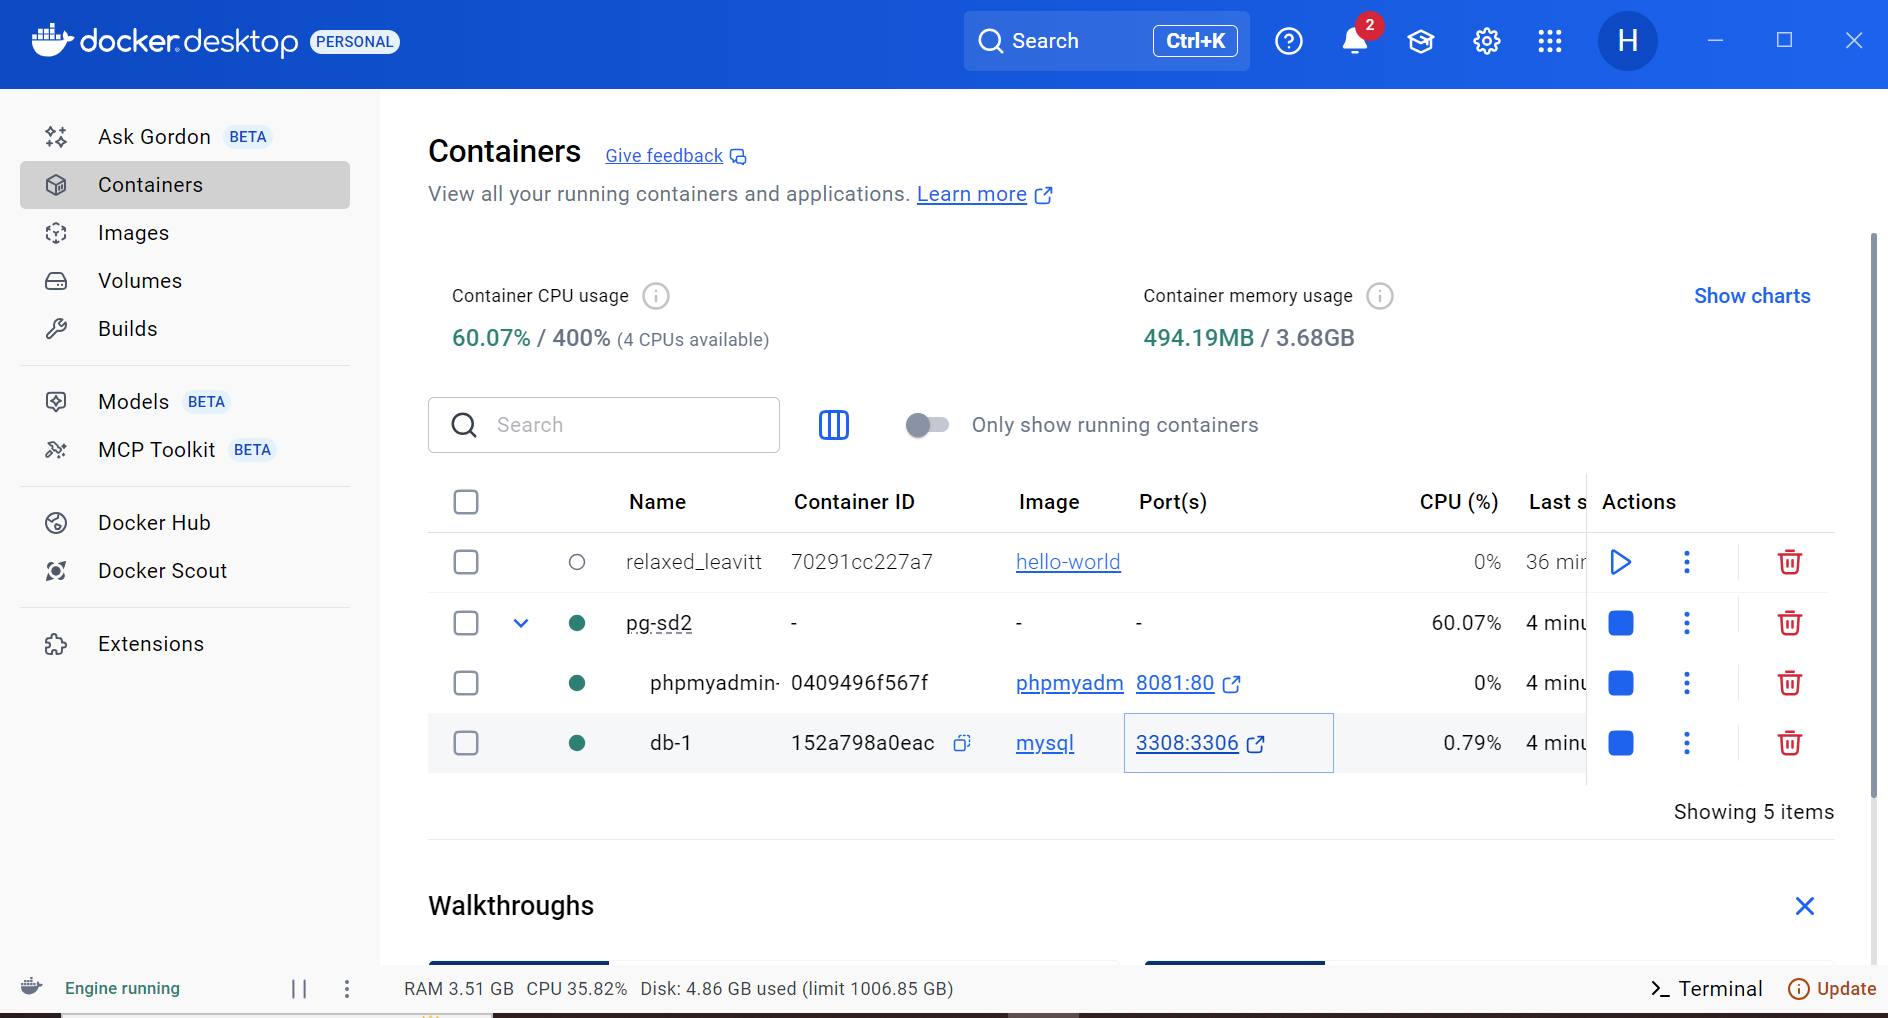 docker desktop PERSONAL
Search Ctrl+K
2
H
Ask Gordon BETA
Containers
Images
Volumes
Builds
Models BETA
MCP Toolkit BETA
Docker Hub
Docker Scout
Extensions
Containers Give feedback
View all your running containers and applications. Learn more
Container CPU usage
60.07% / 400% (4 CPUs available)
Container memory usage
494.19MB / 3.68GB
Show charts
Search
Only show running containers
Name Container ID Image Port(s) CPU (%) Last s Actions
relaxed_leavitt 70291cc227a7 hello-world 0% 36 min
pg-sd2 - - - 60.07% 4 minu
phpmyadmin- 0409496f567f phpmyadm 8081:80 0% 4 minu
db-1 152a798a0eac mysql 3308:3306 0.79% 4 minu
Showing 5 items
Walkthroughs
Engine running
RAM 3.51 GB CPU 35.82% Disk: 4.86 GB used (limit 1006.85 GB)
Terminal
Update